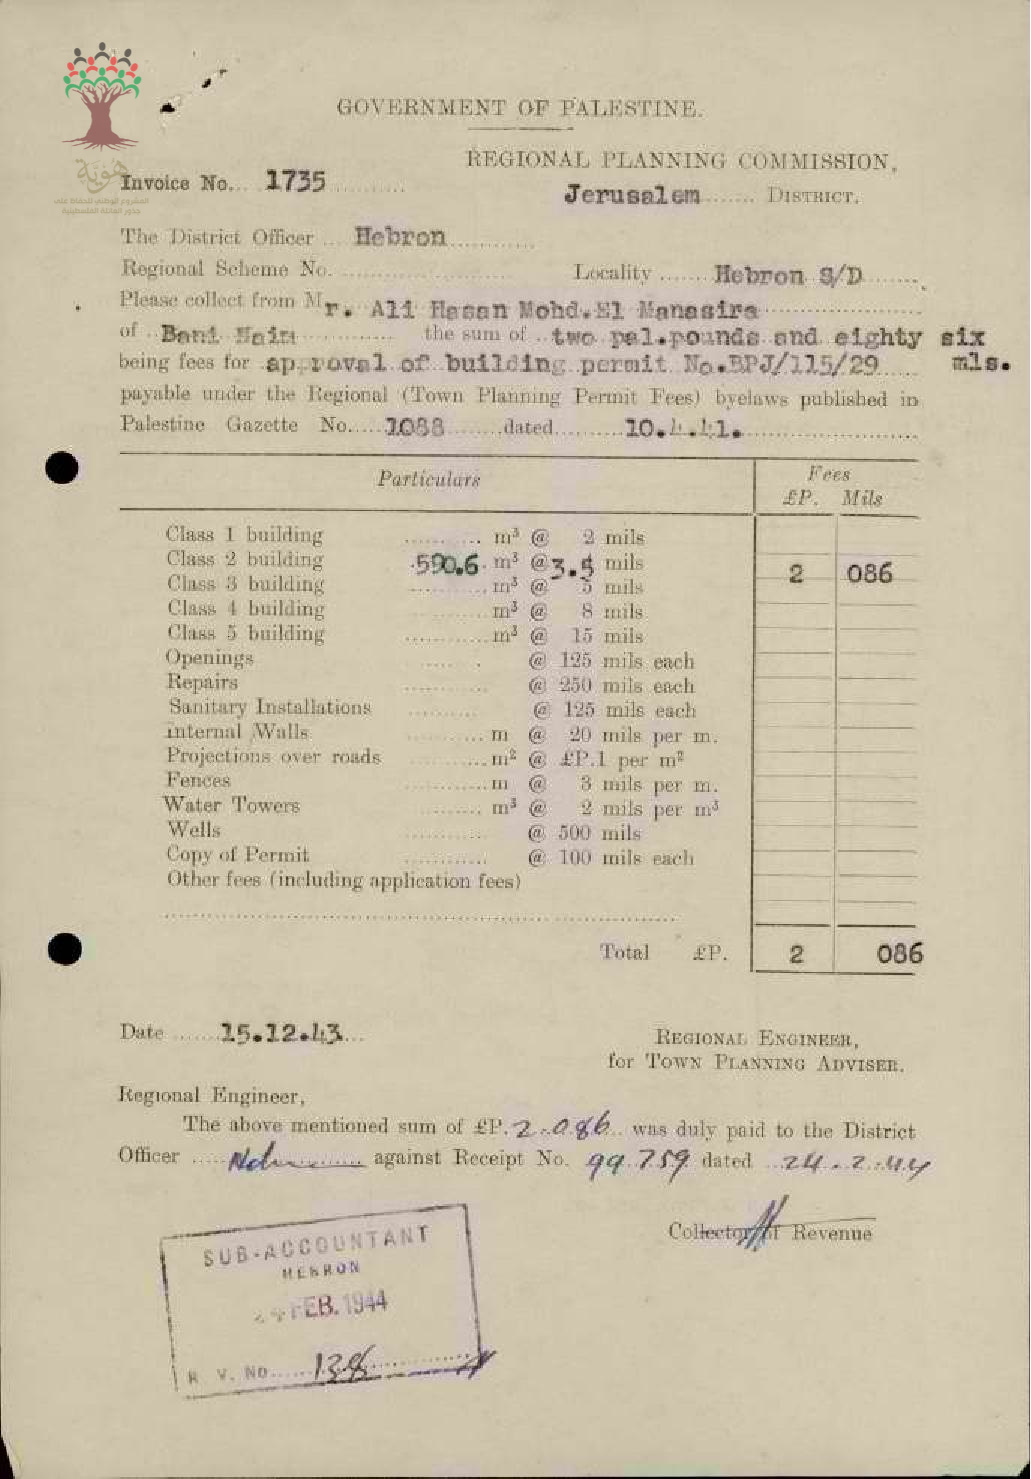 GOVERNMENT OF PALESTINE.
REGIONAL PLANNING COMMISSION,
هوية
المشروع الوطني للحفاظ على
جذور العائلة الفلسطينية
Invoice No... 1735
Jerusalem DISTRICT.
The District Officer ... Hebron
Regional Scheme No. Locality Hebron S/D
Please collect from Mr. Ali Hasan Mohd.El Manasira
of Bani Naim the sum of two pal.pounds and eighty six mls.
being fees for approval of building permit No.BPJ/115/29
payable under the Regional (Town Planning Permit Fees) byelaws published in
Palestine Gazette No. 1088 dated 10.4.41.
Particulars Fees
£P. Mils
Class 1 building m³ @ 2 mils
Class 2 building 590.6 m³ @ 3.5 mils 2 086
Class 3 building m³ @ 5 mils
Class 4 building m³ @ 8 mils
Class 5 building m³ @ 15 mils
Openings @ 125 mils each
Repairs @ 250 mils each
Sanitary Installations @ 125 mils each
Internal Walls m @ 20 mils per m.
Projections over roads m² @ £P.1 per m²
Fences m @ 3 mils per m.
Water Towers m³ @ 2 mils per m³
Wells @ 500 mils
Copy of Permit @ 100 mils each
Other fees (including application fees)
Total £P. 2 086
Date 15.12.43
REGIONAL ENGINEER,
for TOWN PLANNING ADVISER.
Regional Engineer,
The above mentioned sum of £P. 2.086 was duly paid to the District
Officer against Receipt No. 99759 dated 24.2.44
Collector of Revenue
SUB-ACCOUNTANT
HEBRON
24 FEB. 1944
R. V. No. 138